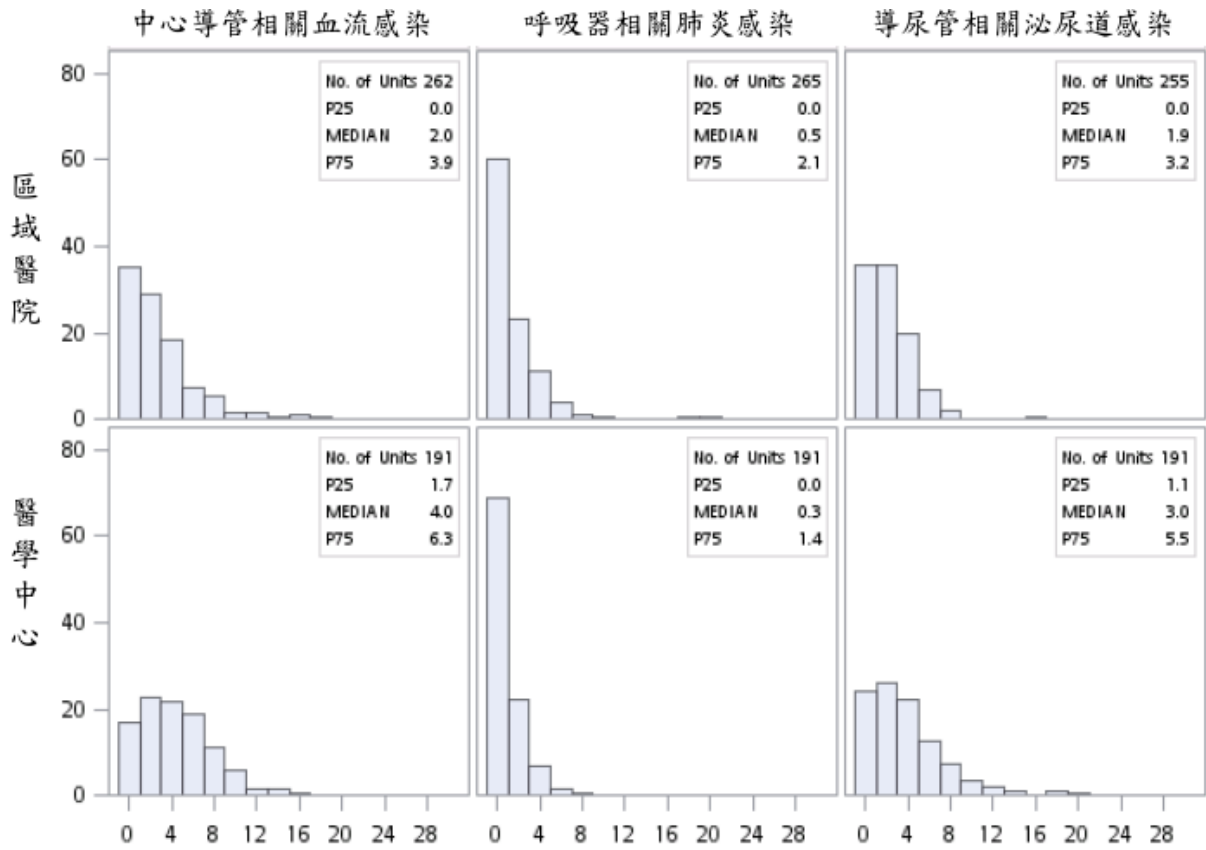 中心導管相關血流感染
呼吸器相關肺炎感染
導尿管相關泌尿道感染
區域醫院
80
60
40
20
0
No. of Units 262
P25 0.0
MEDIAN 2.0
P75 3.9
No. of Units 265
P25 0.0
MEDIAN 0.5
P75 2.1
No. of Units 255
P25 0.0
MEDIAN 1.9
P75 3.2
醫學中心
80
60
40
20
0
No. of Units 191
P25 1.7
MEDIAN 4.0
P75 6.3
No. of Units 191
P25 0.0
MEDIAN 0.3
P75 1.4
No. of Units 191
P25 1.1
MEDIAN 3.0
P75 5.5
0 4 8 12 16 20 24 28
0 4 8 12 16 20 24 28
0 4 8 12 16 20 24 28